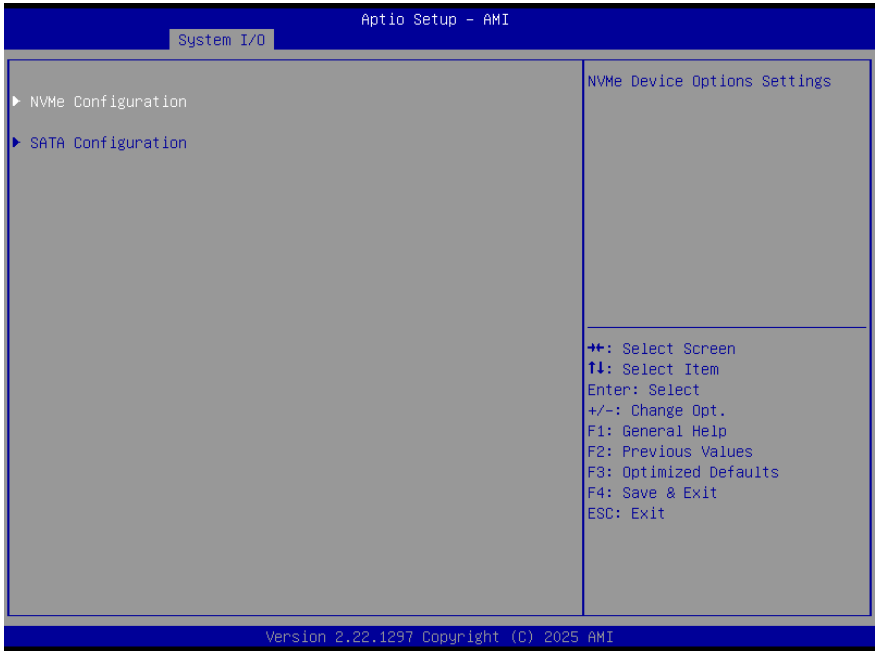 Aptio Setup - AMI
System I/O
NVMe Configuration
SATA Configuration
NVMe Device Options Settings
→←: Select Screen
↑↓: Select Item
Enter: Select
+/-: Change Opt.
F1: General Help
F2: Previous Values
F3: Optimized Defaults
F4: Save & Exit
ESC: Exit
Version 2.22.1297 Copyright (C) 2025 AMI